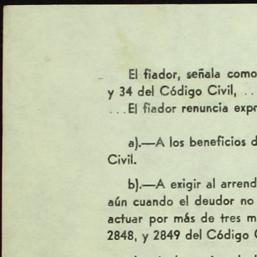 El fiador, señala como
y 34 del Código Civil, ..
...El fiador renuncia expr
a).—A los beneficios d
Civil.
b).—A exigir al arrend
aún cuando el deudor no
actuar por más de tres m
2848, y 2849 del Código C